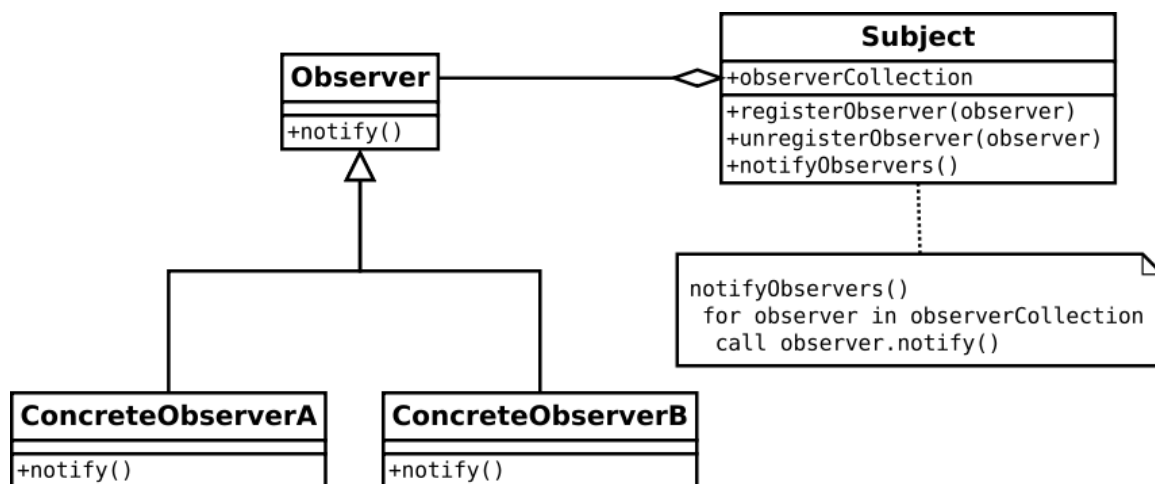 Observer
+notify()
Subject
+observerCollection
+registerObserver(observer)
+unregisterObserver(observer)
+notifyObservers()
notifyObservers()
for observer in observerCollection
call observer.notify()
ConcreteObserverA
+notify()
ConcreteObserverB
+notify()